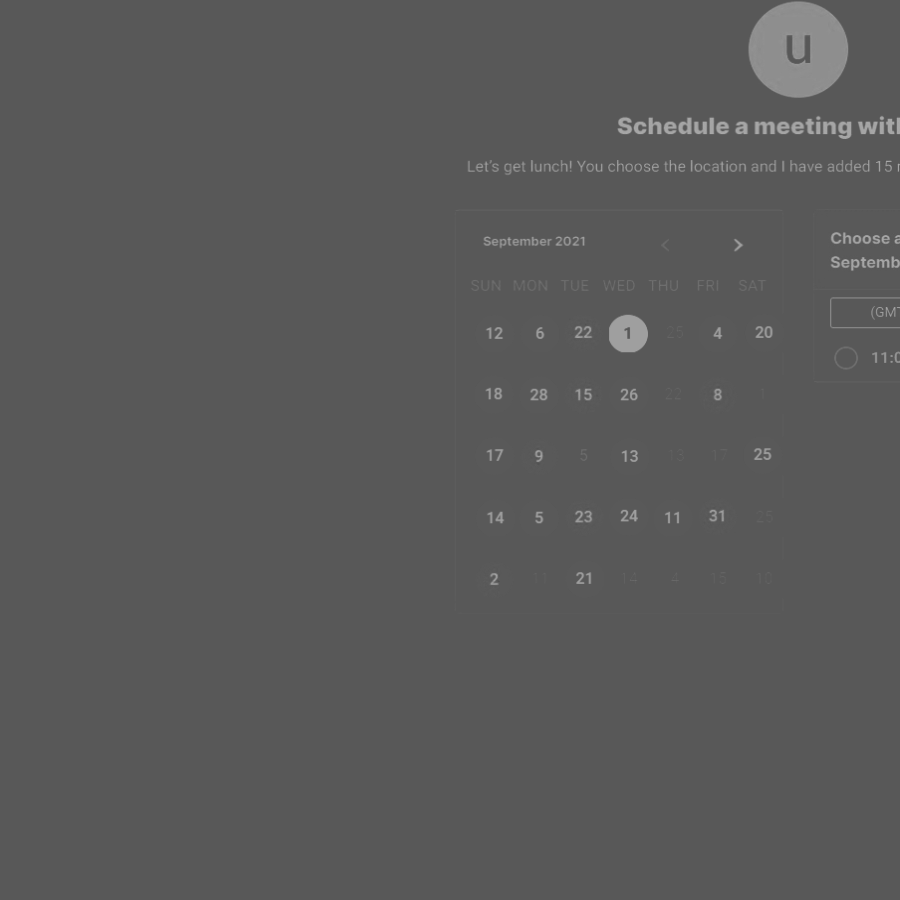 U
Schedule a meeting with
Let's get lunch! You choose the location and I have added 15
September 2021
SUN MON TUE WED THU FRI SAT
12 6 22 1 25 4 20
18 28 15 26 22 8 1
17 9 5 13 13 17 25
14 5 23 24 11 31 25
2 11 21 14 4 15 10
Choose a
Septemb
(GMT
11:0